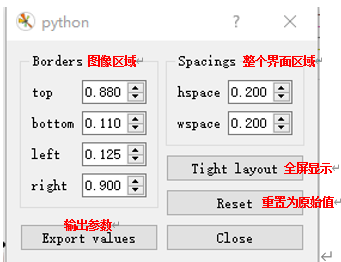 python
Borders 图像区域
Spacings 整个界面区域
top 0.880
hspace 0.200
bottom 0.110
wspace 0.200
left 0.125
Tight layout 全屏显示
right 0.900
Reset 重置为原始值
输出参数
Export values
Close